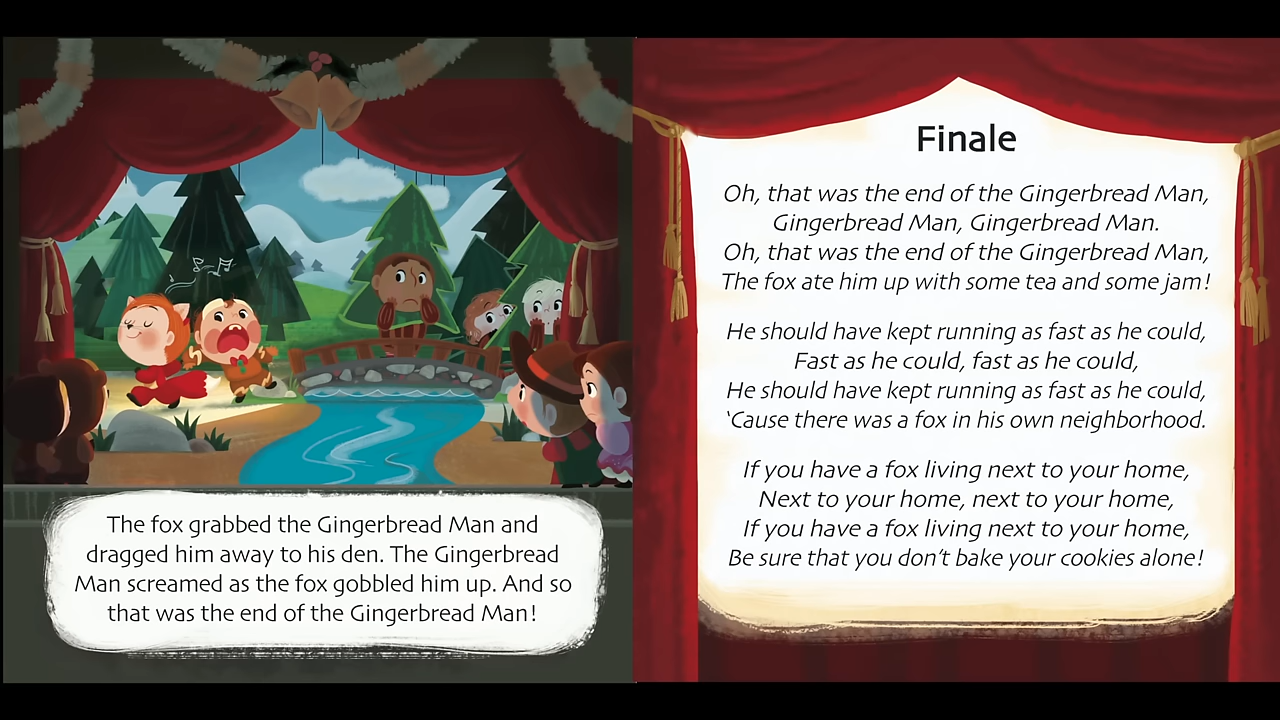 The fox grabbed the Gingerbread Man and
dragged him away to his den. The Gingerbread
Man screamed as the fox gobbled him up. And so
that was the end of the Gingerbread Man!
Finale
Oh, that was the end of the Gingerbread Man,
Gingerbread Man, Gingerbread Man.
Oh, that was the end of the Gingerbread Man,
The fox ate him up with some tea and some jam!
He should have kept running as fast as he could,
Fast as he could, fast as he could,
He should have kept running as fast as he could,
‘Cause there was a fox in his own neighborhood.
If you have a fox living next to your home,
Next to your home, next to your home,
If you have a fox living next to your home,
Be sure that you don’t bake your cookies alone!